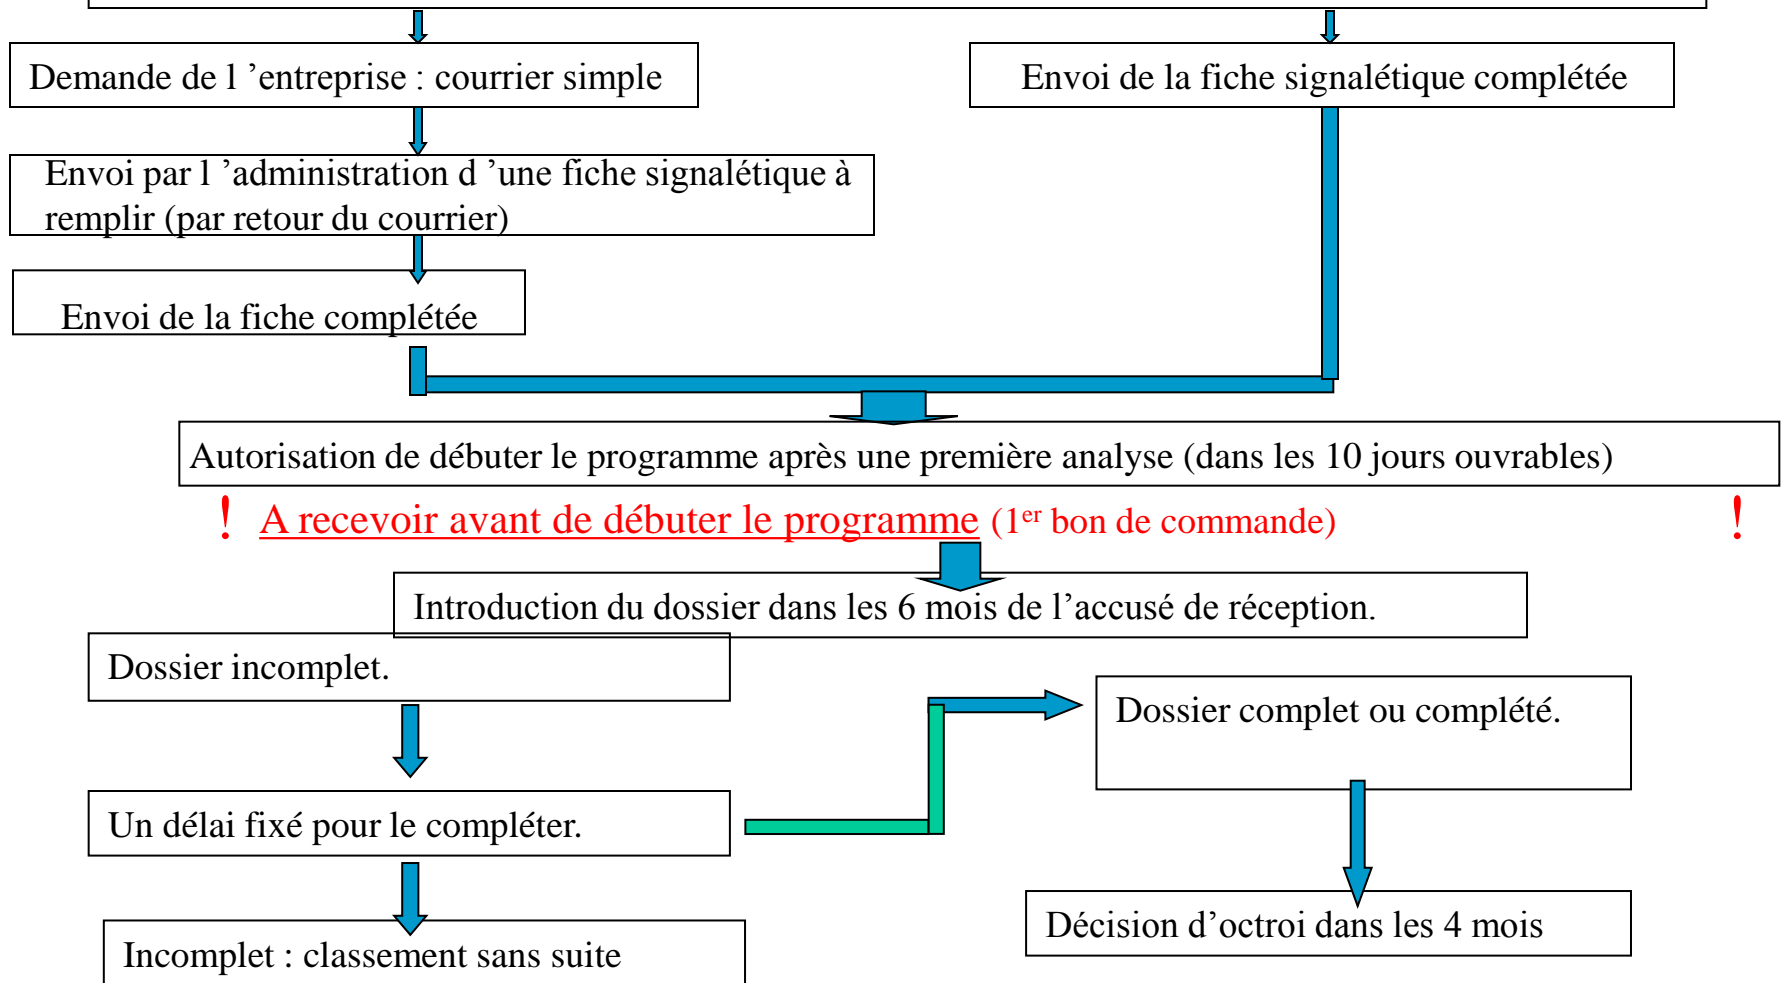 Demande de l ’entreprise : courrier simple
Envoi de la fiche signalétique complétée
Envoi par l ’administration d ’une fiche signalétique à
remplir (par retour du courrier)
Envoi de la fiche complétée
Autorisation de débuter le programme après une première analyse (dans les 10 jours ouvrables)
! A recevoir avant de débuter le programme (1er bon de commande) !
Introduction du dossier dans les 6 mois de l’accusé de réception.
Dossier incomplet.
Dossier complet ou complété.
Un délai fixé pour le compléter.
Décision d’octroi dans les 4 mois
Incomplet : classement sans suite